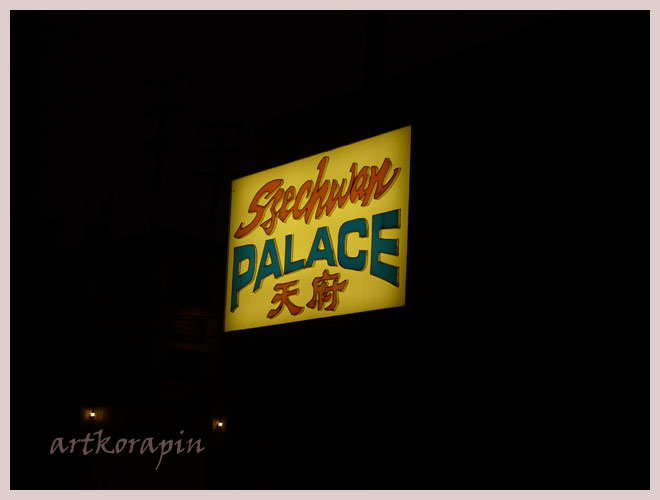 Szechwan
PALACE
天府
artkorapin